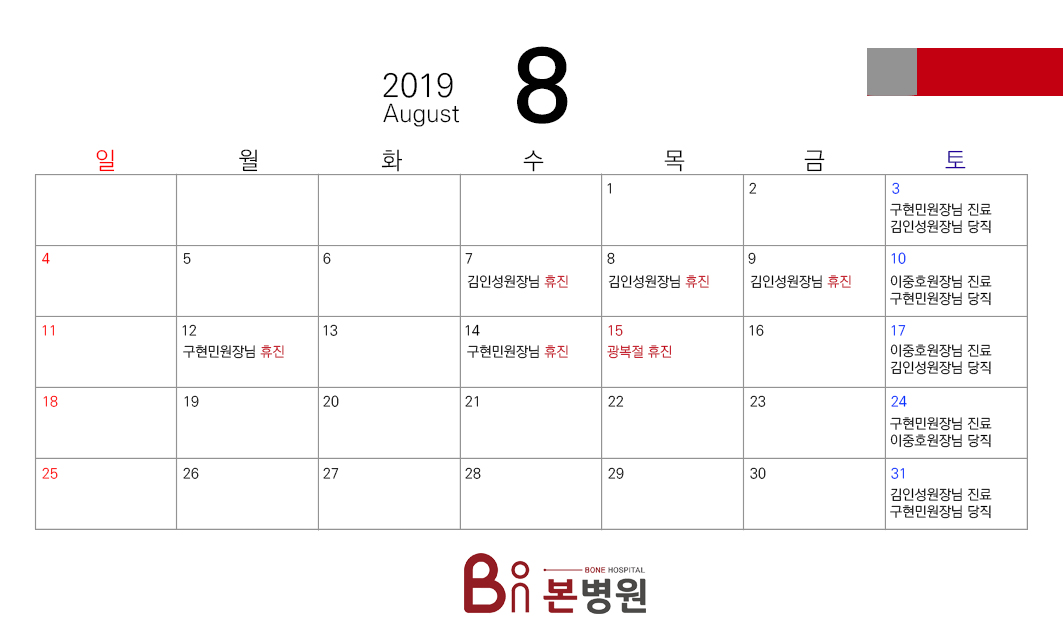 2019
August
8
일 월 화 수 목 금 토
1 2 3
구현민원장님 진료
김인성원장님 당직
4 5 6 7 8 9 10
김인성원장님 휴진 김인성원장님 휴진 김인성원장님 휴진 이중호원장님 진료
구현민원장님 당직
11 12 13 14 15 16 17
구현민원장님 휴진 구현민원장님 휴진 광복절 휴진 이중호원장님 진료
김인성원장님 당직
18 19 20 21 22 23 24
구현민원장님 진료
이중호원장님 당직
25 26 27 28 29 30 31
김인성원장님 진료
구현민원장님 당직
BONE HOSPITAL
Bon 본병원